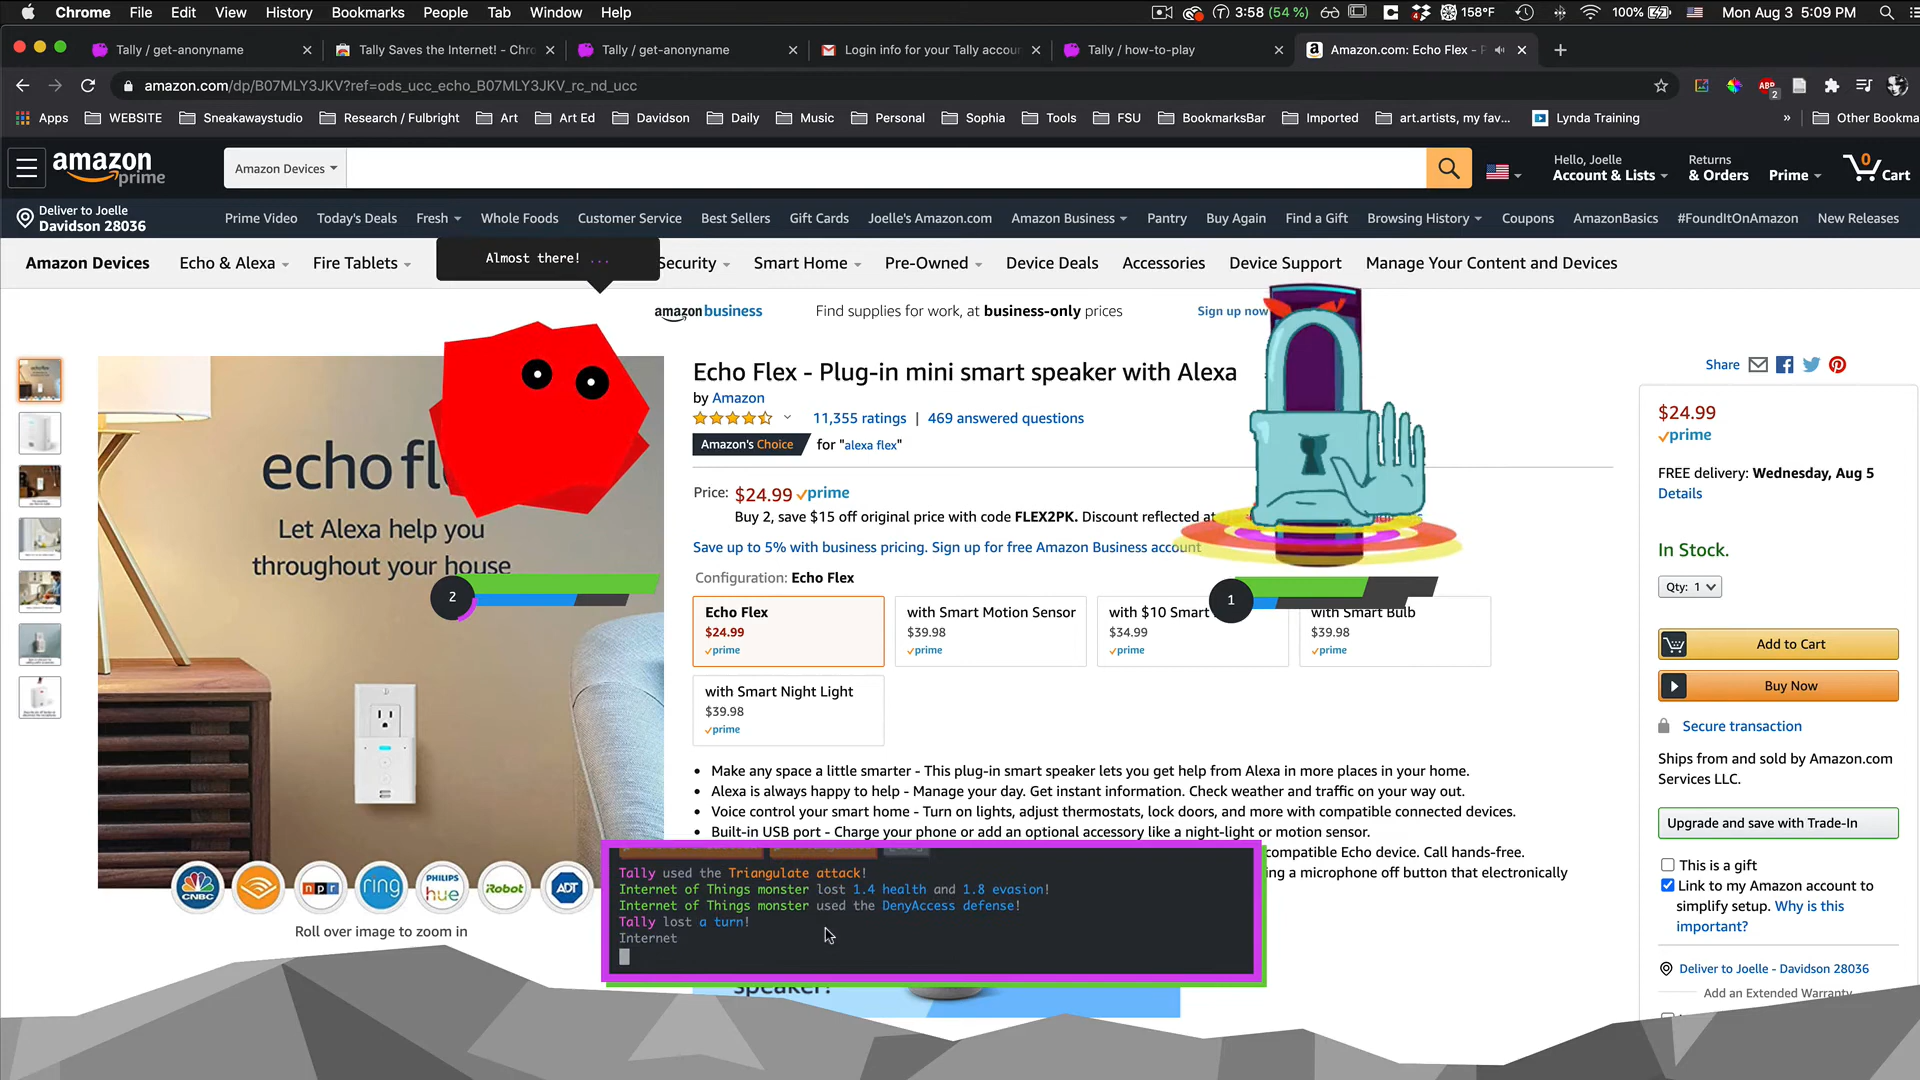 Chrome File Edit View History Bookmarks People Tab Window Help 3:58 (54 %) 158°F 100% Mon Aug 3 5:09 PM
Tally / get-anonyname Tally Saves the Internet! - Chro Tally / get-anonyname Login info for your Tally accoun Tally / how-to-play Amazon.com: Echo Flex - P
amazon.com/dp/B07MLY3JKV?ref=ods_ucc_echo_B07MLY3JKV_rc_nd_ucc ABP 2
Apps WEBSITE Sneakawaystudio Research / Fulbright Art Art Ed Davidson Daily Music Personal Sophia Tools FSU BookmarksBar Imported art.artists, my fav... Lynda Training » Other Bookma
amazon prime
Amazon Devices
Hello, Joelle
Account & Lists
Returns
& Orders
Prime
0
Cart
Deliver to Joelle
Davidson 28036
Prime Video Today's Deals Fresh Whole Foods Customer Service Best Sellers Gift Cards Joelle's Amazon.com Amazon Business Pantry Buy Again Find a Gift Browsing History Coupons AmazonBasics #FoundItOnAmazon New Releases
Almost there! ...
Amazon Devices Echo & Alexa Fire Tablets Security Smart Home Pre-Owned Device Deals Accessories Device Support Manage Your Content and Devices
amazon business Find supplies for work, at business-only prices Sign up now
echo fl
Let Alexa help you
throughout your house
2
CNBC npr ring PHILIPS hue iRobot ADT
Roll over image to zoom in
Echo Flex - Plug-in mini smart speaker with Alexa
by Amazon
11,355 ratings | 469 answered questions
Amazon's Choice for "alexa flex"
Price: $24.99 prime
Buy 2, save $15 off original price with code FLEX2PK. Discount reflected at
Save up to 5% with business pricing. Sign up for free Amazon Business account
Configuration: Echo Flex
1
Echo Flex
$24.99
prime
with Smart Motion Sensor
$39.98
prime
with $10 Smart
$34.99
prime
with Smart Bulb
$39.98
prime
with Smart Night Light
$39.98
prime
• Make any space a little smarter - This plug-in smart speaker lets you get help from Alexa in more places in your home.
• Alexa is always happy to help - Manage your day. Get instant information. Check weather and traffic on your way out.
• Voice control your smart home - Turn on lights, adjust thermostats, lock doors, and more with compatible connected devices.
• Built-in USB port - Charge your phone or add an optional accessory like a night-light or motion sensor.
compatible Echo device. Call hands-free.
ing a microphone off button that electronically
Tally used the Triangulate attack!
Internet of Things monster lost 1.4 health and 1.8 evasion!
Internet of Things monster used the DenyAccess defense!
Tally lost a turn!
Internet
speaker!
Share
$24.99
prime
FREE delivery: Wednesday, Aug 5
Details
In Stock.
Qty: 1
Add to Cart
Buy Now
Secure transaction
Ships from and sold by Amazon.com
Services LLC.
Upgrade and save with Trade-In
This is a gift
Link to my Amazon account to
simplify setup. Why is this
important?
Deliver to Joelle - Davidson 28036
Add an Extended Warranty